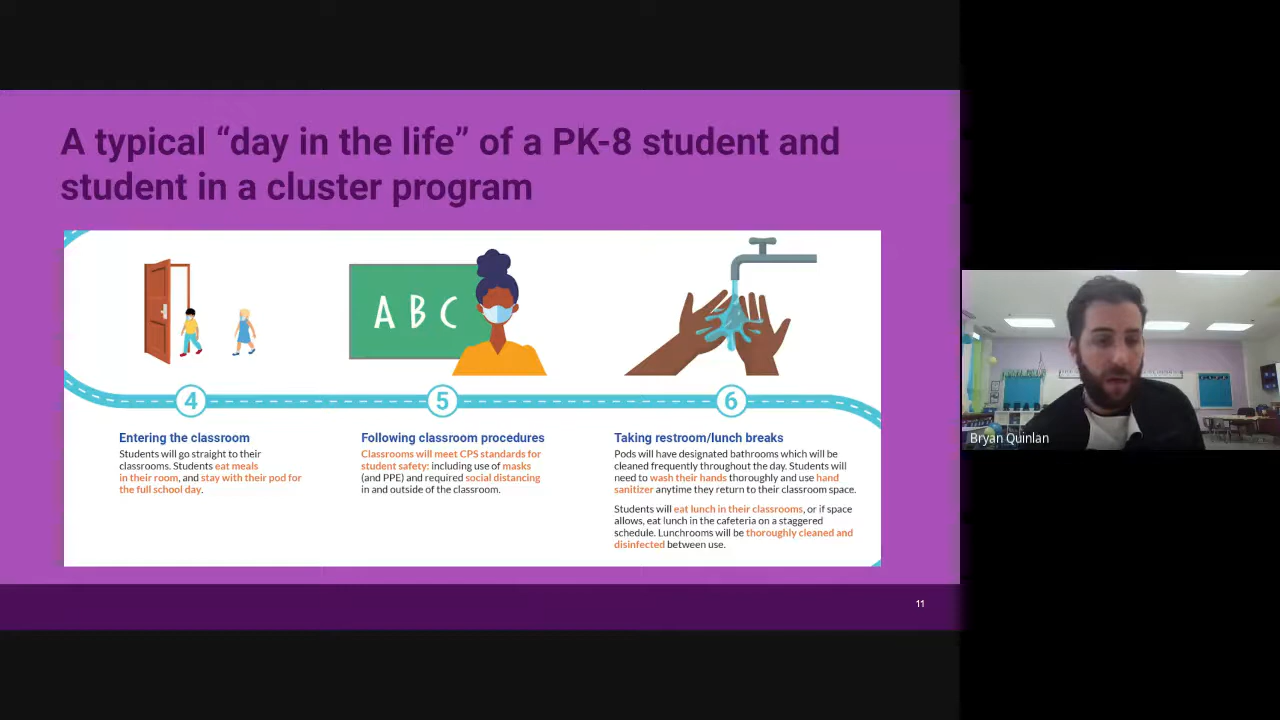 A typical “day in the life” of a PK-8 student and
student in a cluster program
A B C
4
5
6
Entering the classroom
Students will go straight to their
classrooms. Students eat meals
in their room, and stay with their pod for
the full school day.
Following classroom procedures
Classrooms will meet CPS standards for
student safety: including use of masks
(and PPE) and required social distancing
in and outside of the classroom.
Taking restroom/lunch breaks
Pods will have designated bathrooms which will be
cleaned frequently throughout the day. Students will
need to wash their hands thoroughly and use hand
sanitizer anytime they return to their classroom space.
Students will eat lunch in their classrooms, or if space
allows, eat lunch in the cafeteria on a staggered
schedule. Lunchrooms will be thoroughly cleaned and
disinfected between use.
11
Bryan Quinlan